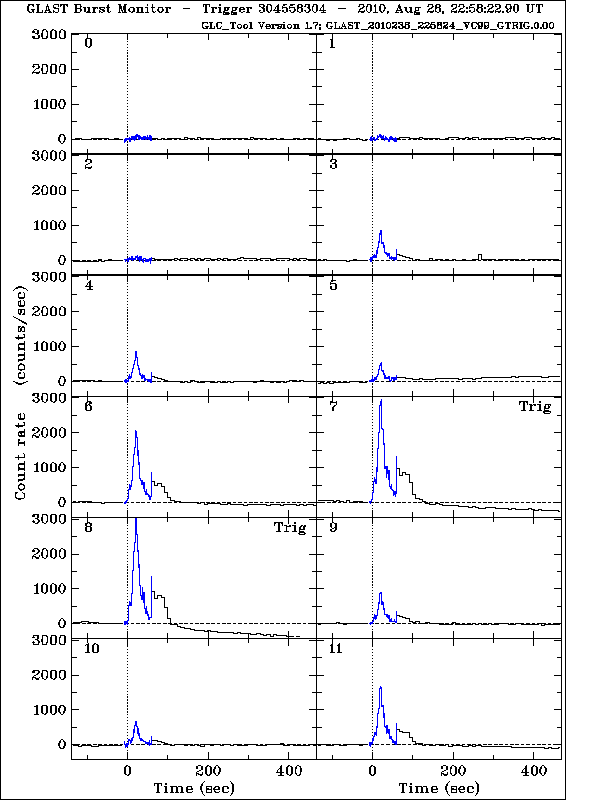 GLAST Burst Monitor - Trigger 304556304 - 2010, Aug 26, 22:58:22.90 UT
GLC_Tool Version 1.7; GLAST_2010238_225824_VC99_GTRIG.0.00
3000 0 1
2000
1000
0
3000 2 3
2000
1000
0
3000 4 5
2000
1000
0
3000 6 7 Trig
2000
1000
0
3000 8 Trig 9
2000
1000
0
3000 10 11
2000
1000
0
Count rate (counts/sec)
0 200 400 0 200 400
Time (sec) Time (sec)